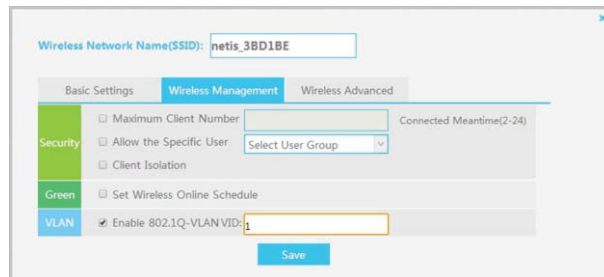 Wireless Network Name(SSID): netis_3BD1BE
Basic Settings Wireless Management Wireless Advanced
Security
Maximum Client Number Connected Meantime(2-24)
Allow the Specific User Select User Group
Client Isolation
Green Set Wireless Online Schedule
VLAN Enable 802.1Q-VLAN VID: 1
Save